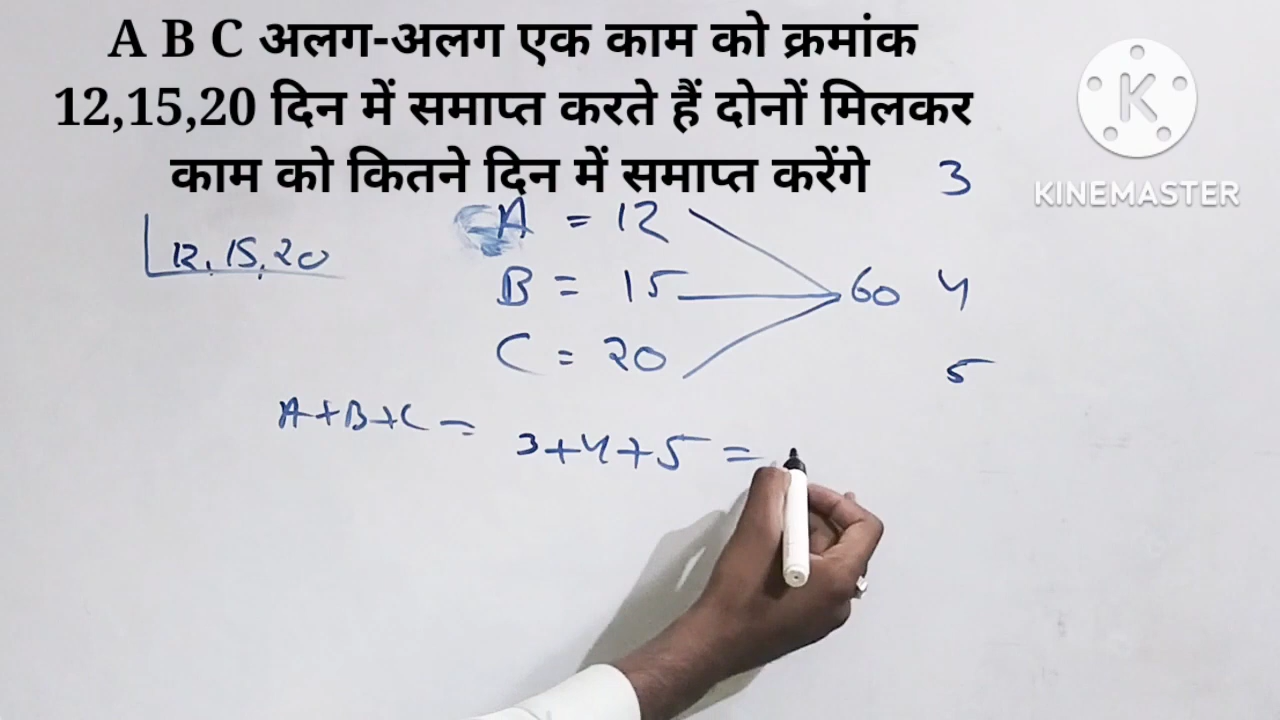 A B C अलग-अलग एक काम को क्रमांक
12,15,20 दिन में समाप्त करते हैं दोनों मिलकर
काम को कितने दिन में समाप्त करेंगे
KINEMASTER
3
12, 15, 20
A = 12
B = 15
60 4
C = 20
5
A+B+C =
3+4+5 =